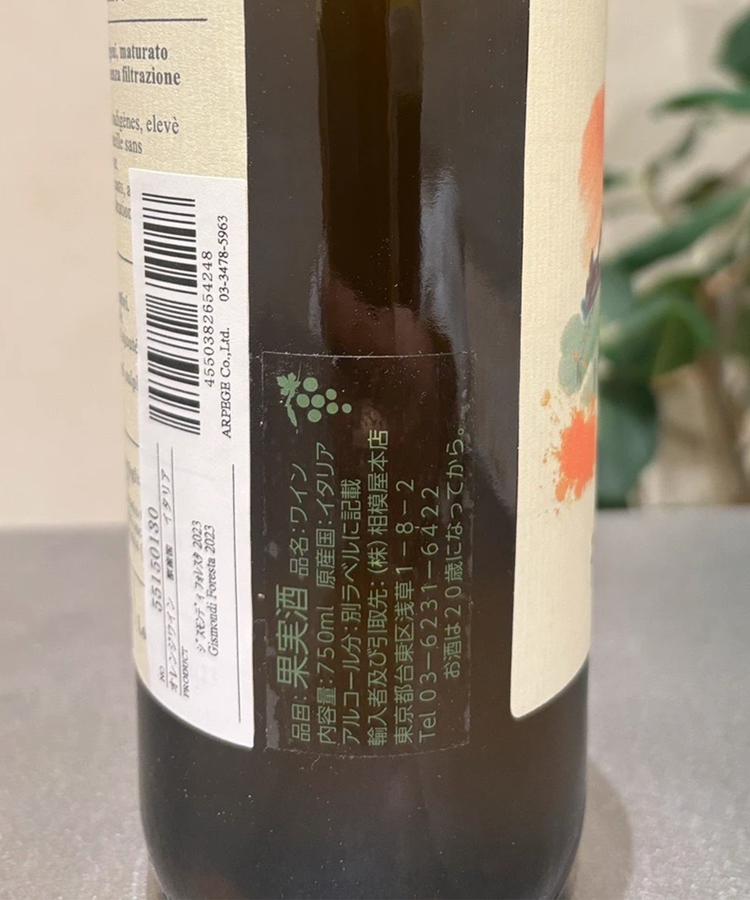 maturato
filtrazione
elevè
sans
4550382654248
ARPEGE Co.,Ltd. 03-3478-5963
NO 55150130
オレンジワイン イタリア
PRODUCT
ジスモンディ フォレスタ 2023
Gismondi Foresta 2023
品目:果実酒 品名:ワイン
内容量:750ml 原産国:イタリア
アルコール分:別ラベルに記載
輸入者及び引取先:(株)相模屋本店
東京都台東区浅草1-8-2
Tel 03-6231-6422
お酒は20歳になってから。